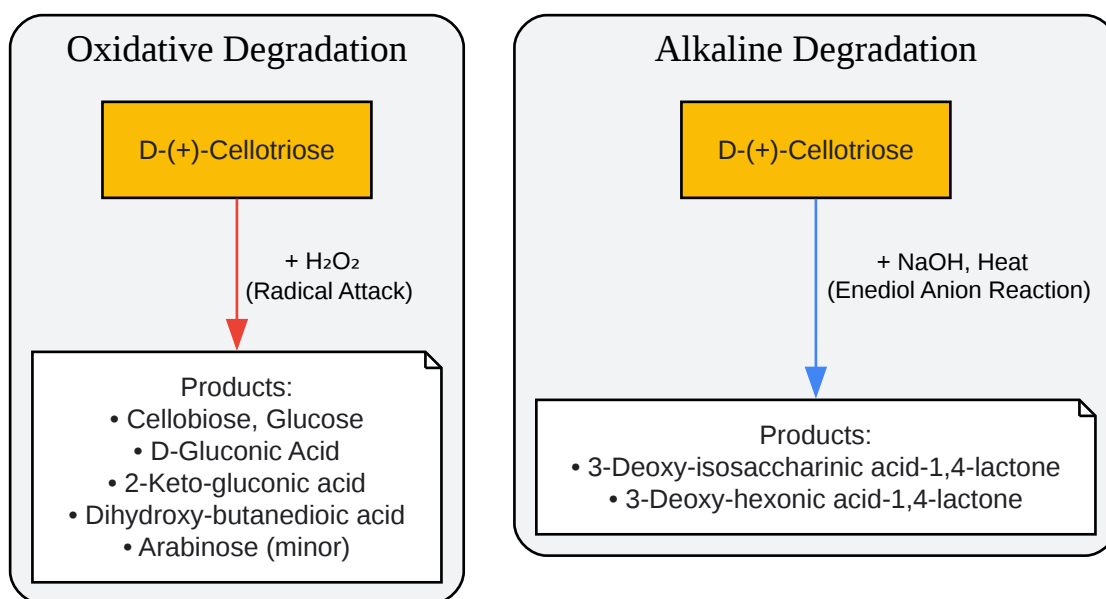 Oxidative Degradation
D-(+)-Cellotriose
+ H₂O₂
(Radical Attack)
Products:
• Cellobiose, Glucose
• D-Gluconic Acid
• 2-Keto-gluconic acid
• Dihydroxy-butanedioic acid
• Arabinose (minor)
Alkaline Degradation
D-(+)-Cellotriose
+ NaOH, Heat
(Enediol Anion Reaction)
Products:
• 3-Deoxy-isosaccharinic acid-1,4-lactone
• 3-Deoxy-hexonic acid-1,4-lactone